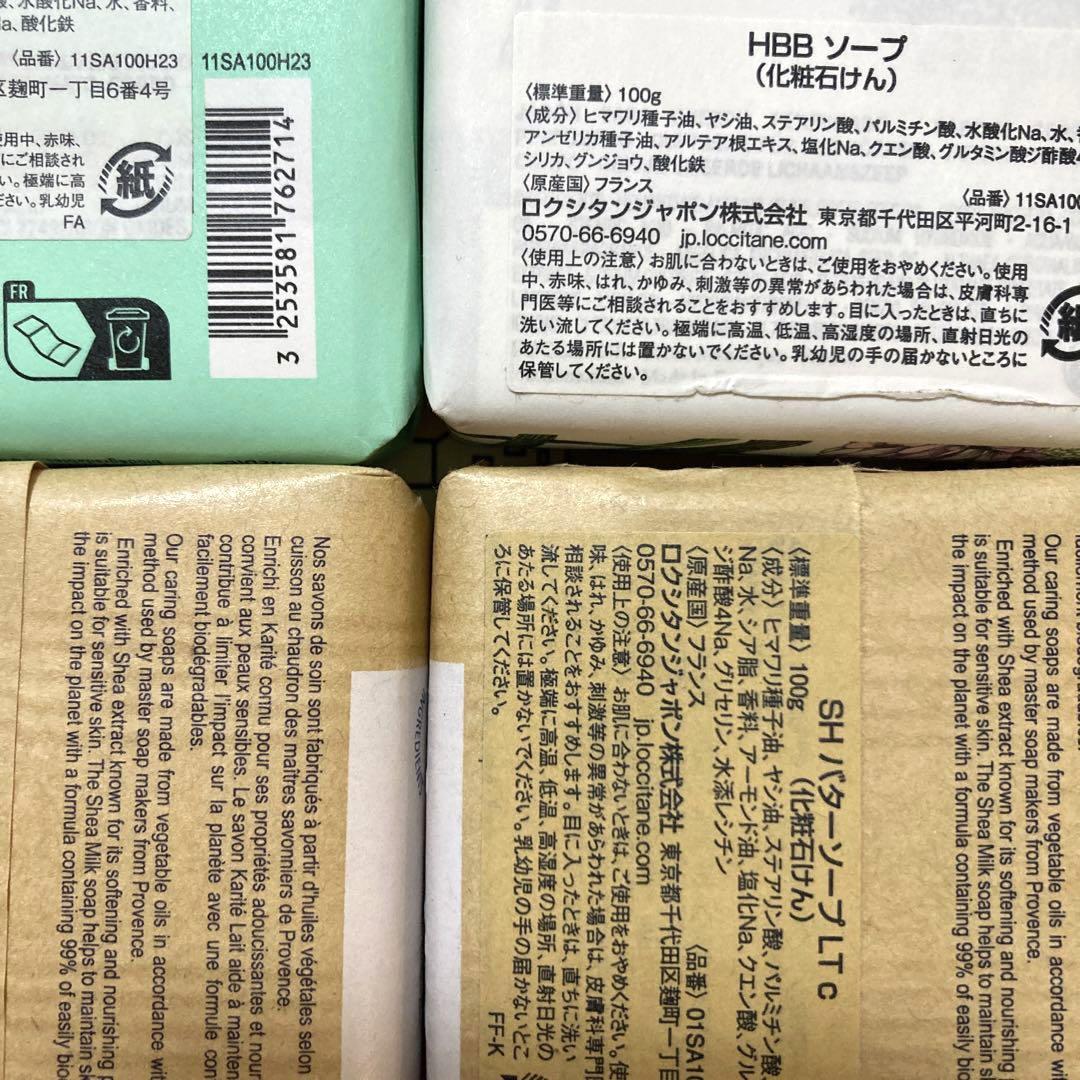 酸、水酸化Na、水、香料、
Na、酸化鉄
〈品番〉11SA100H23
区麹町一丁目6番4号
使用中、赤味、
にご相談され
い。極端に高
ださい。乳幼児
FA
紙
11SA100H23
3 253581 762714
FR
HBB ソープ
(化粧石けん)
〈標準重量〉100g
〈成分〉ヒマワリ種子油、ヤシ油、ステアリン酸、パルミチン酸、水酸化Na、水、香
アンゼリカ種子油、アルテア根エキス、塩化Na、クエン酸、グルタミン酸ジ酢酸4
シリカ、グンジョウ、酸化鉄
〈原産国〉フランス
〈品番〉11SA100
ロクシタンジャポン株式会社 東京都千代田区平河町2-16-1
0570-66-6940 jp.loccitane.com
〈使用上の注意〉お肌に合わないときは、ご使用をおやめください。使用
中、赤味、はれ、かゆみ、刺激等の異常があらわれた場合は、皮膚科専
門医等にご相談されることをおすすめします。目に入ったときは、直ちに
洗い流してください。極端に高温、低温、高湿度の場所、直射日光の
あたる場所には置かないでください。乳幼児の手の届かないところに
保管してください。
紙
Nos savons de soin sont fabriqués à partir d'huiles végétales selon
cuisson au chaudron des maîtres savonniers de Provence.
Enrichi en Karité connu pour ses propriétés adoucissantes et nour
convient aux peaux sensibles. Le savon Karité Lait aide à mainten
contribue à limiter l'impact sur la planète avec une formule con
facilement biodégradables.
Our caring soaps are made from vegetable oils in accordance wi
method used by master soap makers from Provence.
Enriched with Shea extract known for its softening and nourishing p
is suitable for sensitive skin. The Shea Milk soap helps to maintain sk
the impact on the planet with a formula containing 99% of easily bio
SH バターソープ LT c
(化粧石けん)
〈標準重量〉100g
〈成分〉ヒマワリ種子油、ヤシ油、ステアリン酸、パルミチン酸、
Na、水、シア脂、香料、アーモンド油、塩化Na、クエン酸、グル
ジ酢酸4Na、グリセリン、水添レシチン
〈原産国〉フランス
〈品番〉01SA10
ロクシタンジャポン株式会社 東京都千代田区麹町一丁目
0570-66-6940 jp.loccitane.com
〈使用上の注意〉お肌に合わないときは、ご使用をおやめください。使
味、はれ、かゆみ、刺激等の異常があらわれた場合は、皮膚科専門
相談されることをおすすめします。目に入ったときは、直ちに洗い
流してください。極端に高温、低温、高湿度の場所、直射日光の
あたる場所には置かないでください。乳幼児の手の届かないとこ
ろに保管してください。
FF-K
Our caring soaps are made from vegetable
method used by master soap makers from
Enriched with Shea extract known for its softening and nourishing
is suitable for sensitive skin. The Shea Milk soap helps to maintain s
the impact on the planet with a formula containing 99% of easily bio